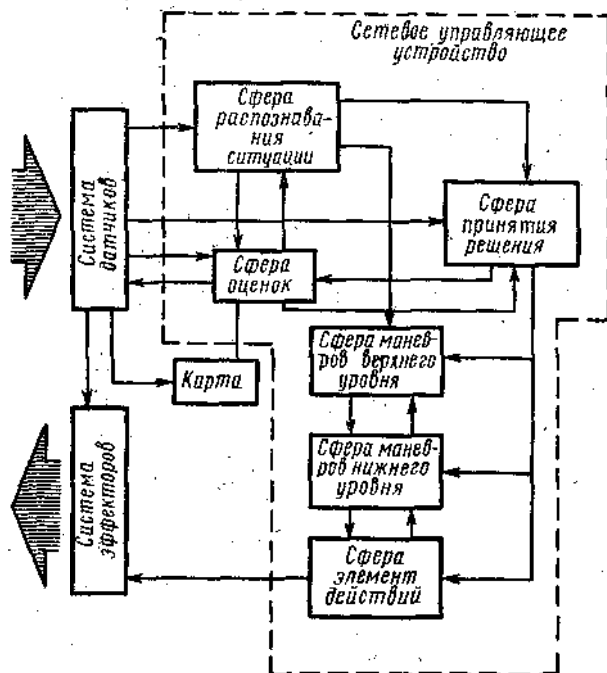 Сетевое управляющее
устройство
Сфера
распознава-
ния
ситуации
Система
датчиков
Сфера
принятия
решения
Сфера
оценок
Карта
Сфера манев-
ров верхнего
уровня
Сфера манев-
ров нижнего
уровня
Система
эффекторов
Сфера
элемент
действий